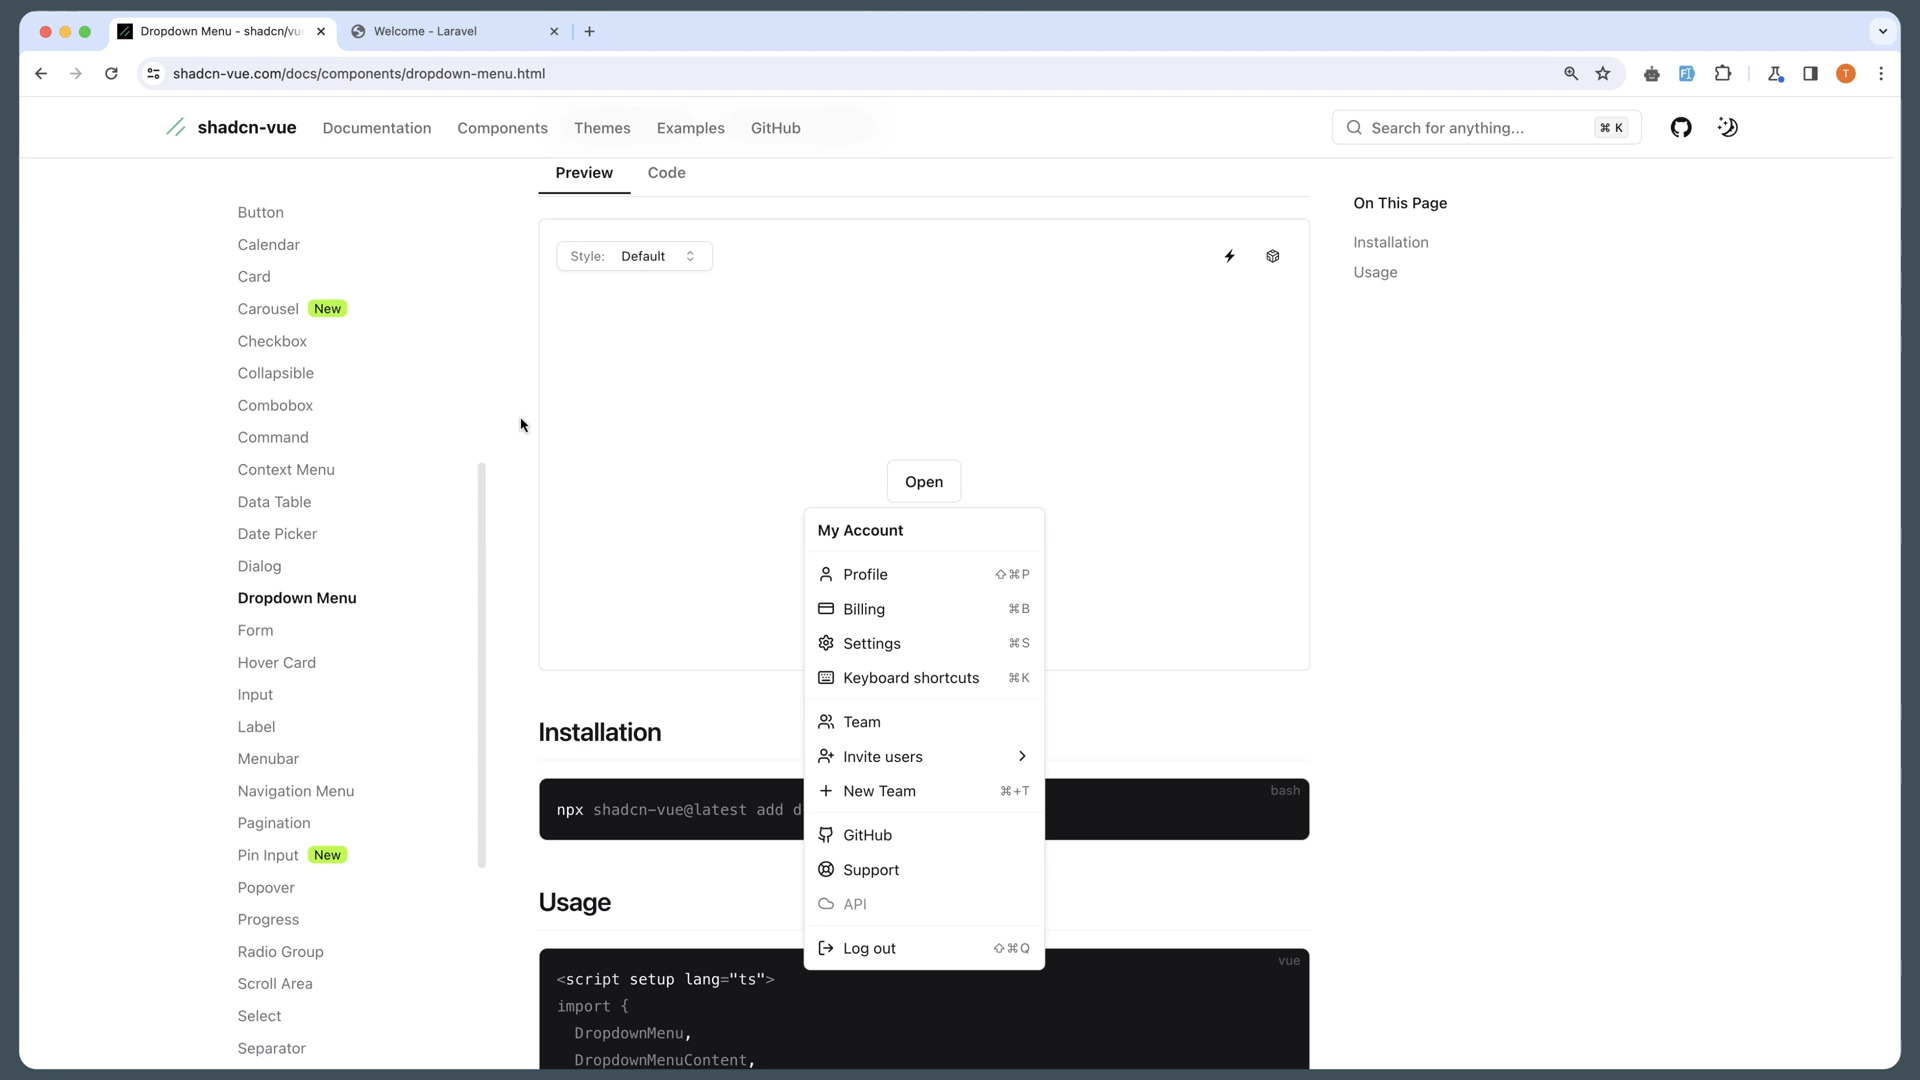 Dropdown Menu - shadcn/vu
Welcome - Laravel
shadcn-vue.com/docs/components/dropdown-menu.html
T
shadcn-vue Documentation Components Themes Examples GitHub
Search for anything... ⌘ K
Preview Code
On This Page
Installation
Usage
Button
Calendar
Card
Carousel New
Checkbox
Collapsible
Combobox
Command
Context Menu
Data Table
Date Picker
Dialog
Dropdown Menu
Form
Hover Card
Input
Label
Menubar
Navigation Menu
Pagination
Pin Input New
Popover
Progress
Radio Group
Scroll Area
Select
Separator
Style: Default
Open
My Account
Profile ⇧⌘P
Billing ⌘B
Settings ⌘S
Keyboard shortcuts ⌘K
Team
Invite users
New Team ⌘+T
GitHub
Support
API
Log out ⇧⌘Q
Installation
bash
npx shadcn-vue@latest add d
Usage
vue
<script setup lang="ts">
import {
DropdownMenu,
DropdownMenuContent,